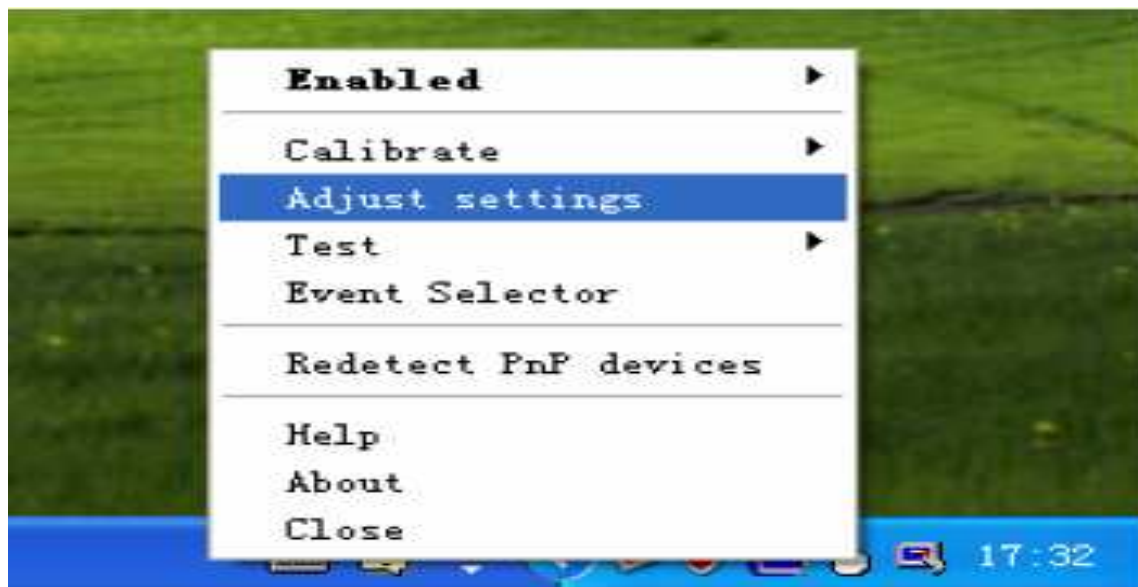 Enabled
Calibrate
Adjust settings
Test
Event Selector
Redetect PnP devices
Help
About
Close
17:32